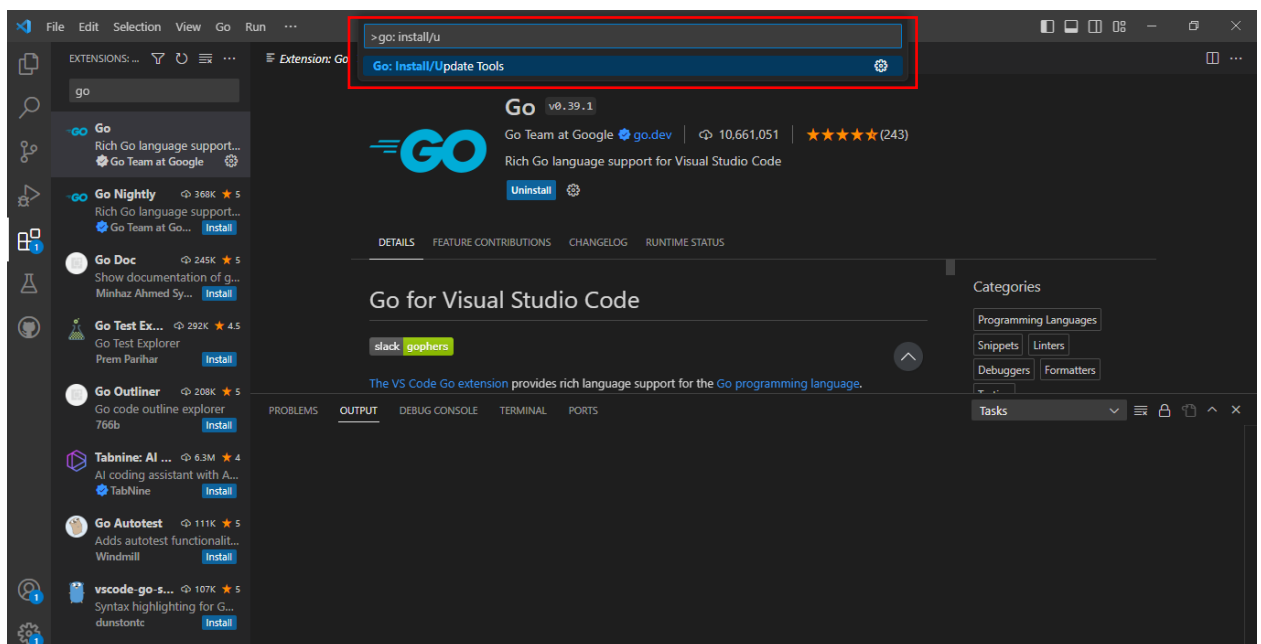 File Edit Selection View Go Run ···
>go: install/u
Go: Install/Update Tools
EXTENSIONS: ...
go
Extension: Go
Go
Rich Go language support...
Go Team at Google
Go Nightly 368K ★ 5
Rich Go language support...
Go Team at Go... Install
Go Doc 245K ★ 5
Show documentation of g...
Minhaz Ahmed Sy... Install
Go Test Ex... 292K ★ 4.5
Go Test Explorer
Prem Parihar Install
Go Outliner 208K ★ 5
Go code outline explorer
766b Install
Tabnine: AI ... 6.3M ★ 4
AI coding assistant with A...
TabNine Install
Go Autotest 111K ★ 5
Adds autotest functionalit...
Windmill Install
vscode-go-s... 107K ★ 5
Syntax highlighting for G...
dunstontc Install
1
1
1
GO
Go v0.39.1
Go Team at Google go.dev 10,661,051 ★★★★★(243)
Rich Go language support for Visual Studio Code
Uninstall
DETAILS FEATURE CONTRIBUTIONS CHANGELOG RUNTIME STATUS
Go for Visual Studio Code
slack gophers
The VS Code Go extension provides rich language support for the Go programming language.
Categories
Programming Languages
Snippets Linters
Debuggers Formatters
PROBLEMS OUTPUT DEBUG CONSOLE TERMINAL PORTS
Tasks